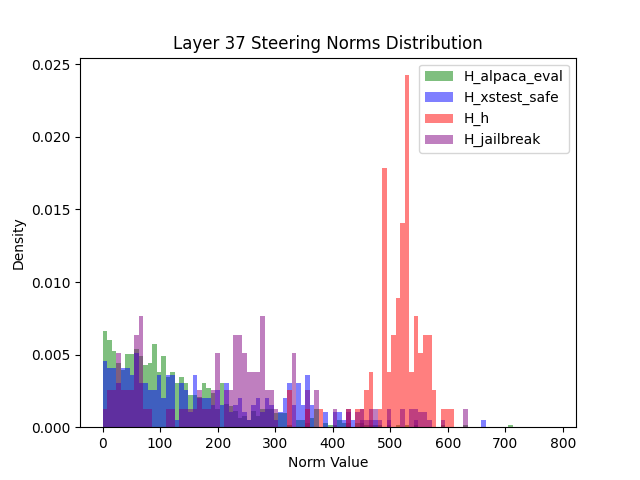 Layer 37 Steering Norms Distribution
H_alpaca_eval
H_xstest_safe
H_h
H_jailbreak
Density
0.025
0.020
0.015
0.010
0.005
0.000
0 100 200 300 400 500 600 700 800
Norm Value